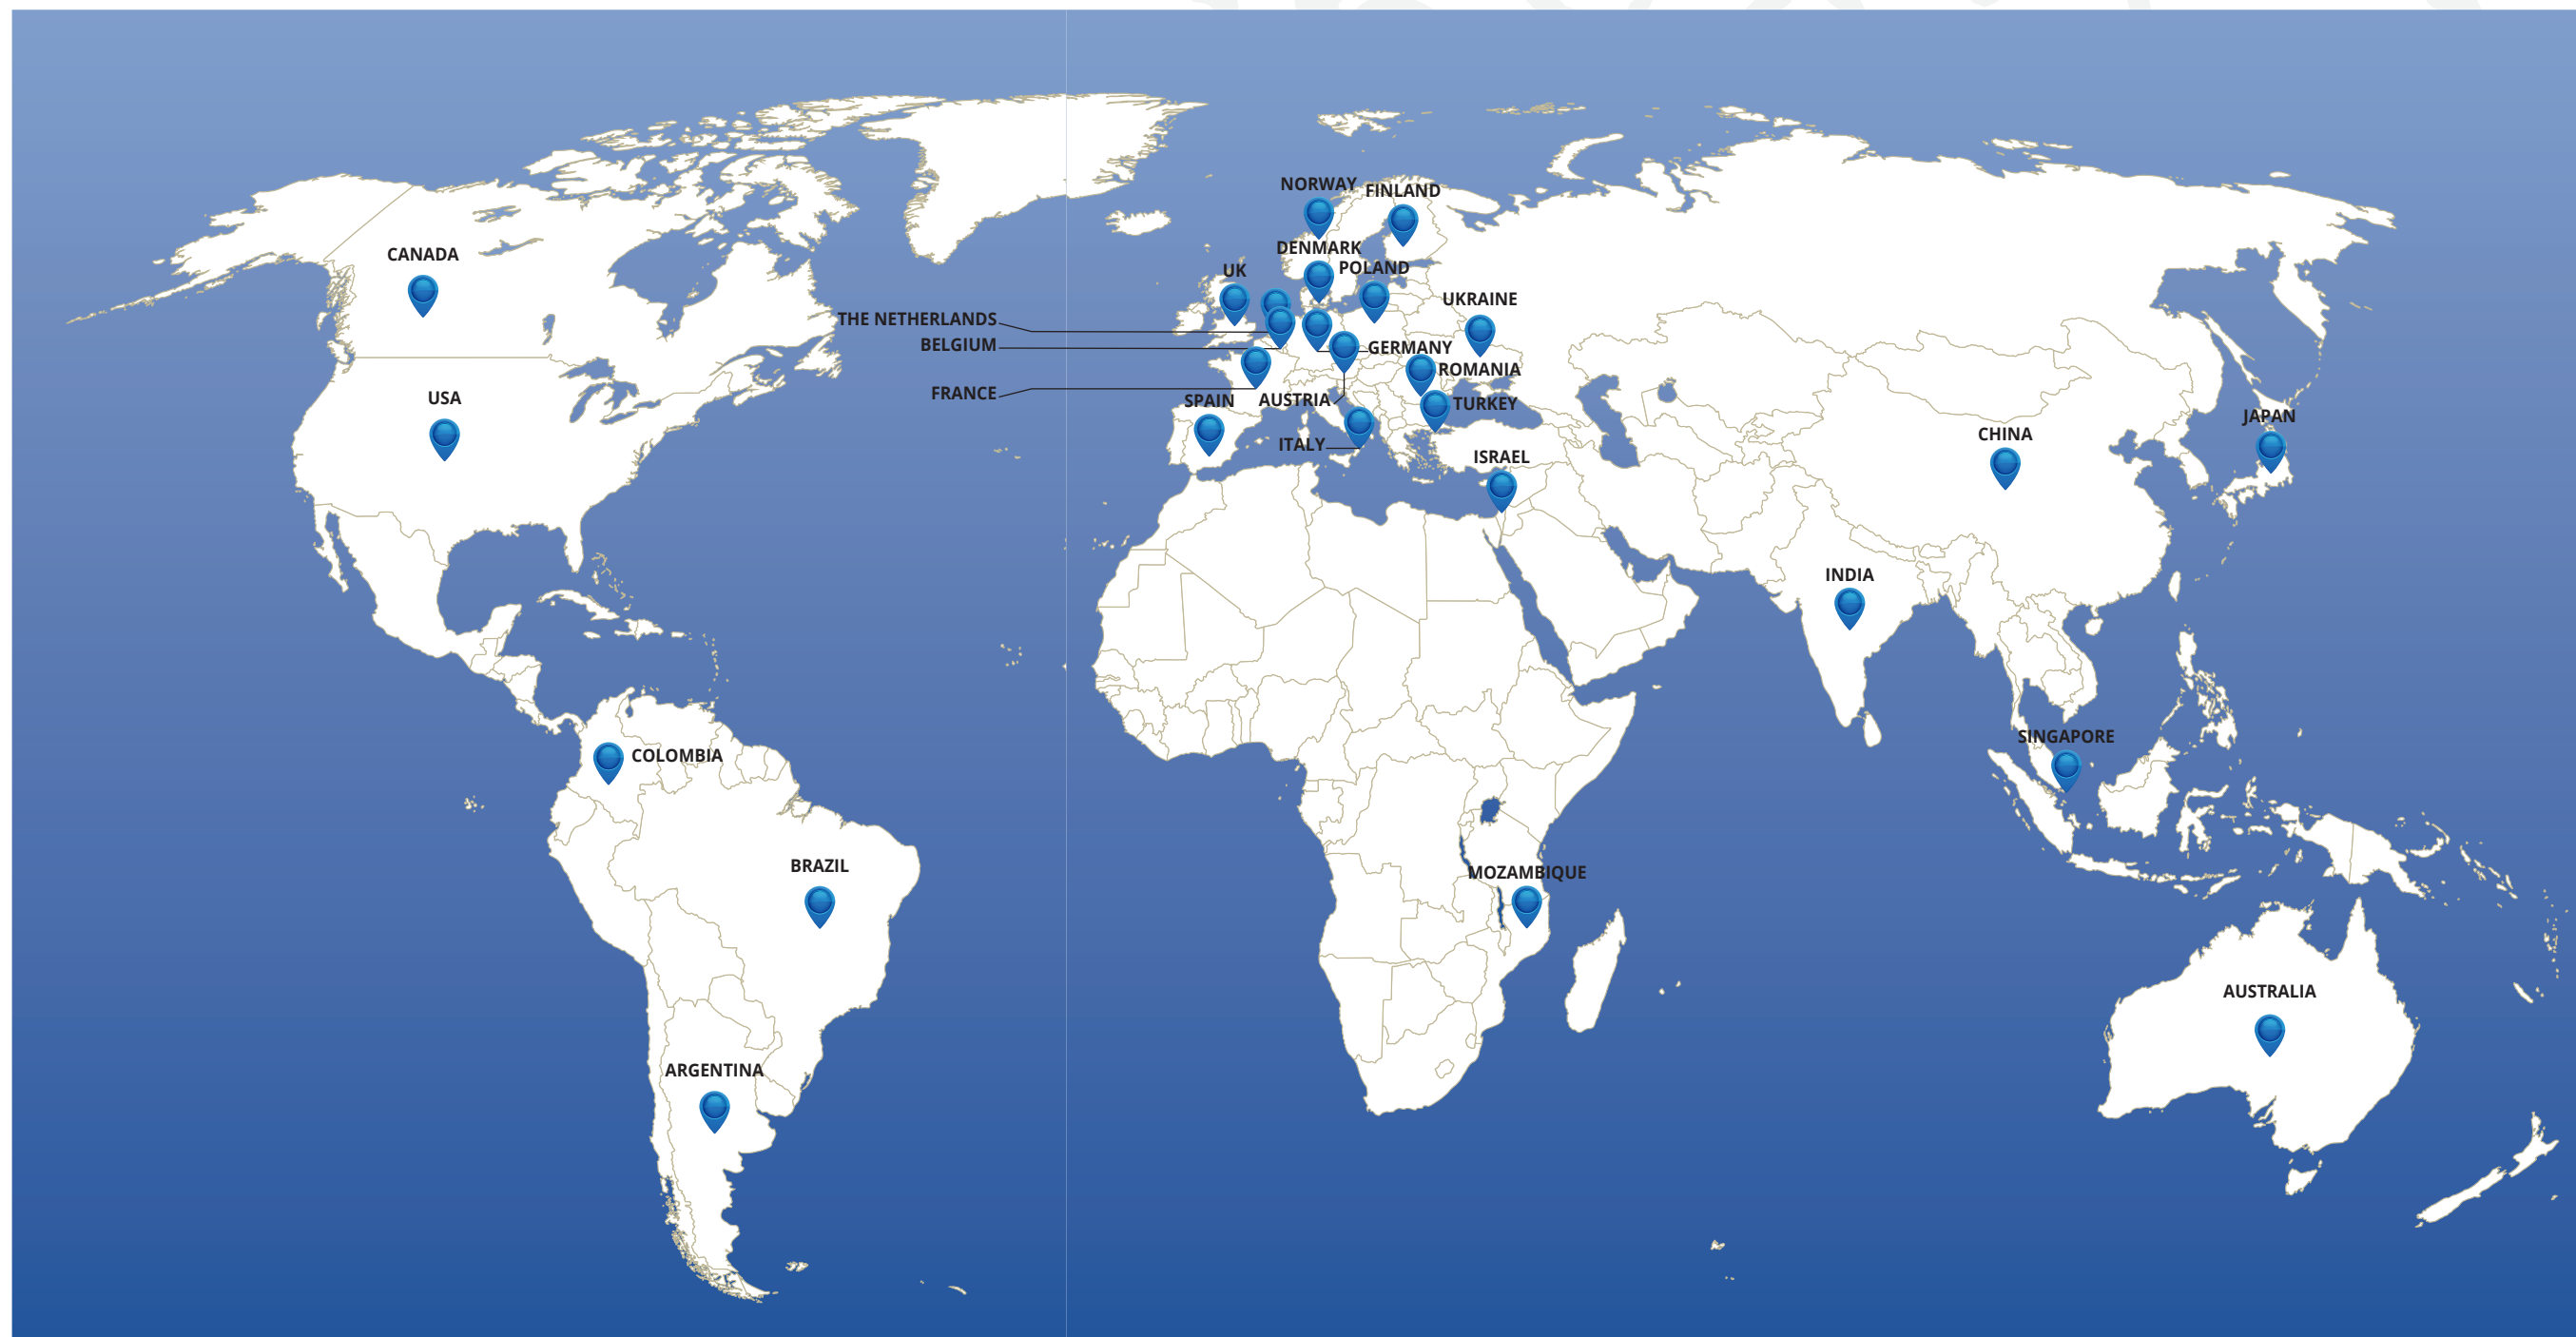 NORWAY
FINLAND
DENMARK
CANADA
POLAND
UK
UKRAINE
THE NETHERLANDS
BELGIUM
GERMANY
ROMANIA
FRANCE
USA
SPAIN
AUSTRIA
TURKEY
JAPAN
CHINA
ITALY
ISRAEL
INDIA
SINGAPORE
COLOMBIA
BRAZIL
MOZAMBIQUE
AUSTRALIA
ARGENTINA